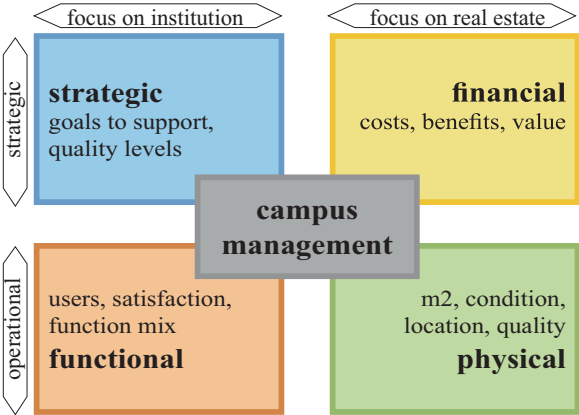 focus on institution
focus on real estate
strategic
strategic
goals to support,
quality levels
financial
costs, benefits, value
campus
management
operational
users, satisfaction,
function mix
functional
m2, condition,
location, quality
physical